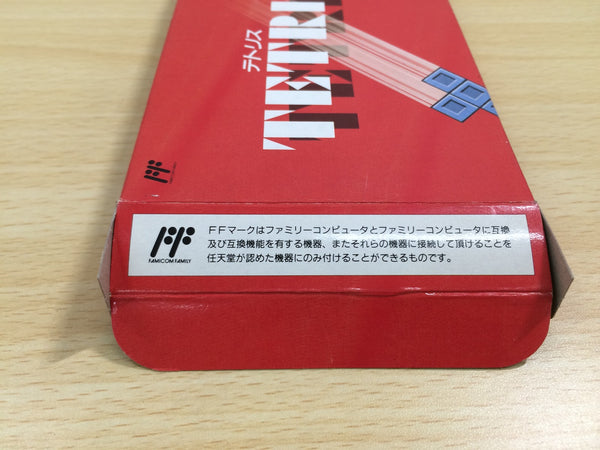 テトリス
TETRI
FF
FF
FAMICOM FAMILY
FFマークはファミリーコンピュータとファミリーコンピュータに互換
及び互換機能を有する機器、またそれらの機器に接続して頂けることを
任天堂が認めた機器にのみ付けることができるものです。